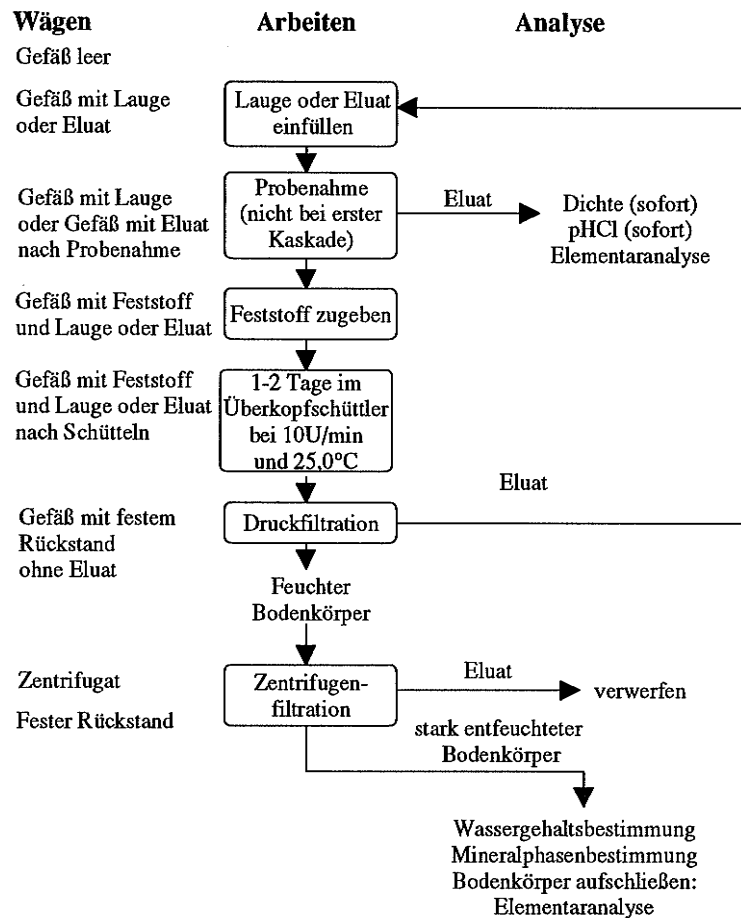 Wägen
Arbeiten
Analyse
Gefäß leer
Gefäß mit Lauge
oder Eluat
Lauge oder Eluat
einfüllen
Gefäß mit Lauge
oder Gefäß mit Eluat
nach Probenahme
Probenahme
(nicht bei erster
Kaskade)
Eluat
Dichte (sofort)
pHCl (sofort)
Elementaranalyse
Gefäß mit Feststoff
und Lauge oder Eluat
Feststoff zugeben
Gefäß mit Feststoff
und Lauge oder Eluat
nach Schütteln
1-2 Tage im
Überkopfschüttler
bei 10U/min
und 25,0°C
Eluat
Gefäß mit festem
Rückstand
ohne Eluat
Druckfiltration
Feuchter
Bodenkörper
Zentrifugat
Fester Rückstand
Zentrifugen-
filtration
Eluat
verwerfen
stark entfeuchteter
Bodenkörper
Wassergehaltsbestimmung
Mineralphasenbestimmung
Bodenkörper aufschließen:
Elementaranalyse